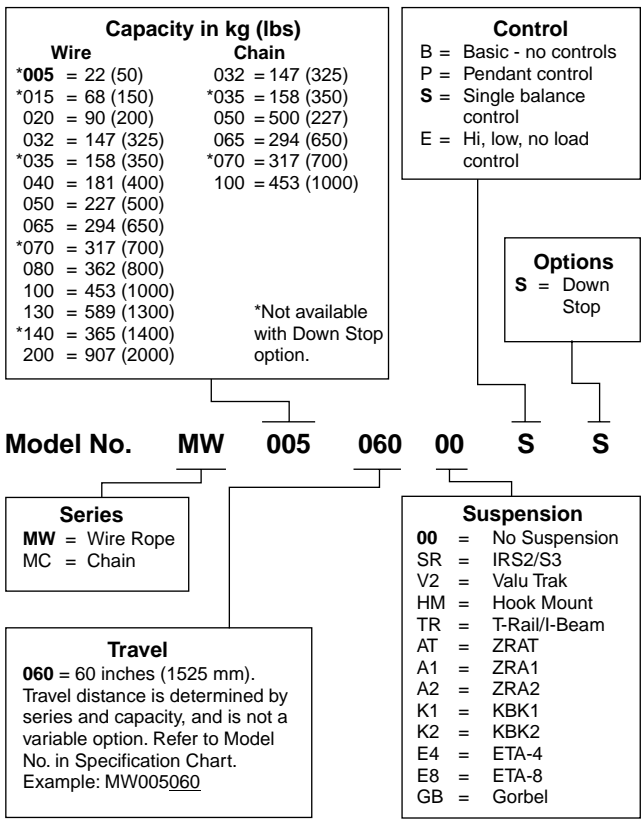 Capacity in kg (lbs)
Wire Chain
*005 = 22 (50) 032 = 147 (325)
*015 = 68 (150) *035 = 158 (350)
020 = 90 (200) 050 = 500 (227)
032 = 147 (325) 065 = 294 (650)
*035 = 158 (350) *070 = 317 (700)
040 = 181 (400) 100 = 453 (1000)
050 = 227 (500)
065 = 294 (650)
*070 = 317 (700)
080 = 362 (800)
100 = 453 (1000)
130 = 589 (1300) *Not available
*140 = 365 (1400) with Down Stop
200 = 907 (2000) option.
Control
B = Basic - no controls
P = Pendant control
S = Single balance
control
E = Hi, low, no load
control
Options
S = Down
Stop
Model No. MW 005 060 00 S S
Series
MW = Wire Rope
MC = Chain
Travel
060 = 60 inches (1525 mm).
Travel distance is determined by
series and capacity, and is not a
variable option. Refer to Model
No. in Specification Chart.
Example: MW005060
Suspension
00 = No Suspension
SR = IRS2/S3
V2 = Valu Trak
HM = Hook Mount
TR = T-Rail/I-Beam
AT = ZRAT
A1 = ZRA1
A2 = ZRA2
K1 = KBK1
K2 = KBK2
E4 = ETA-4
E8 = ETA-8
GB = Gorbel